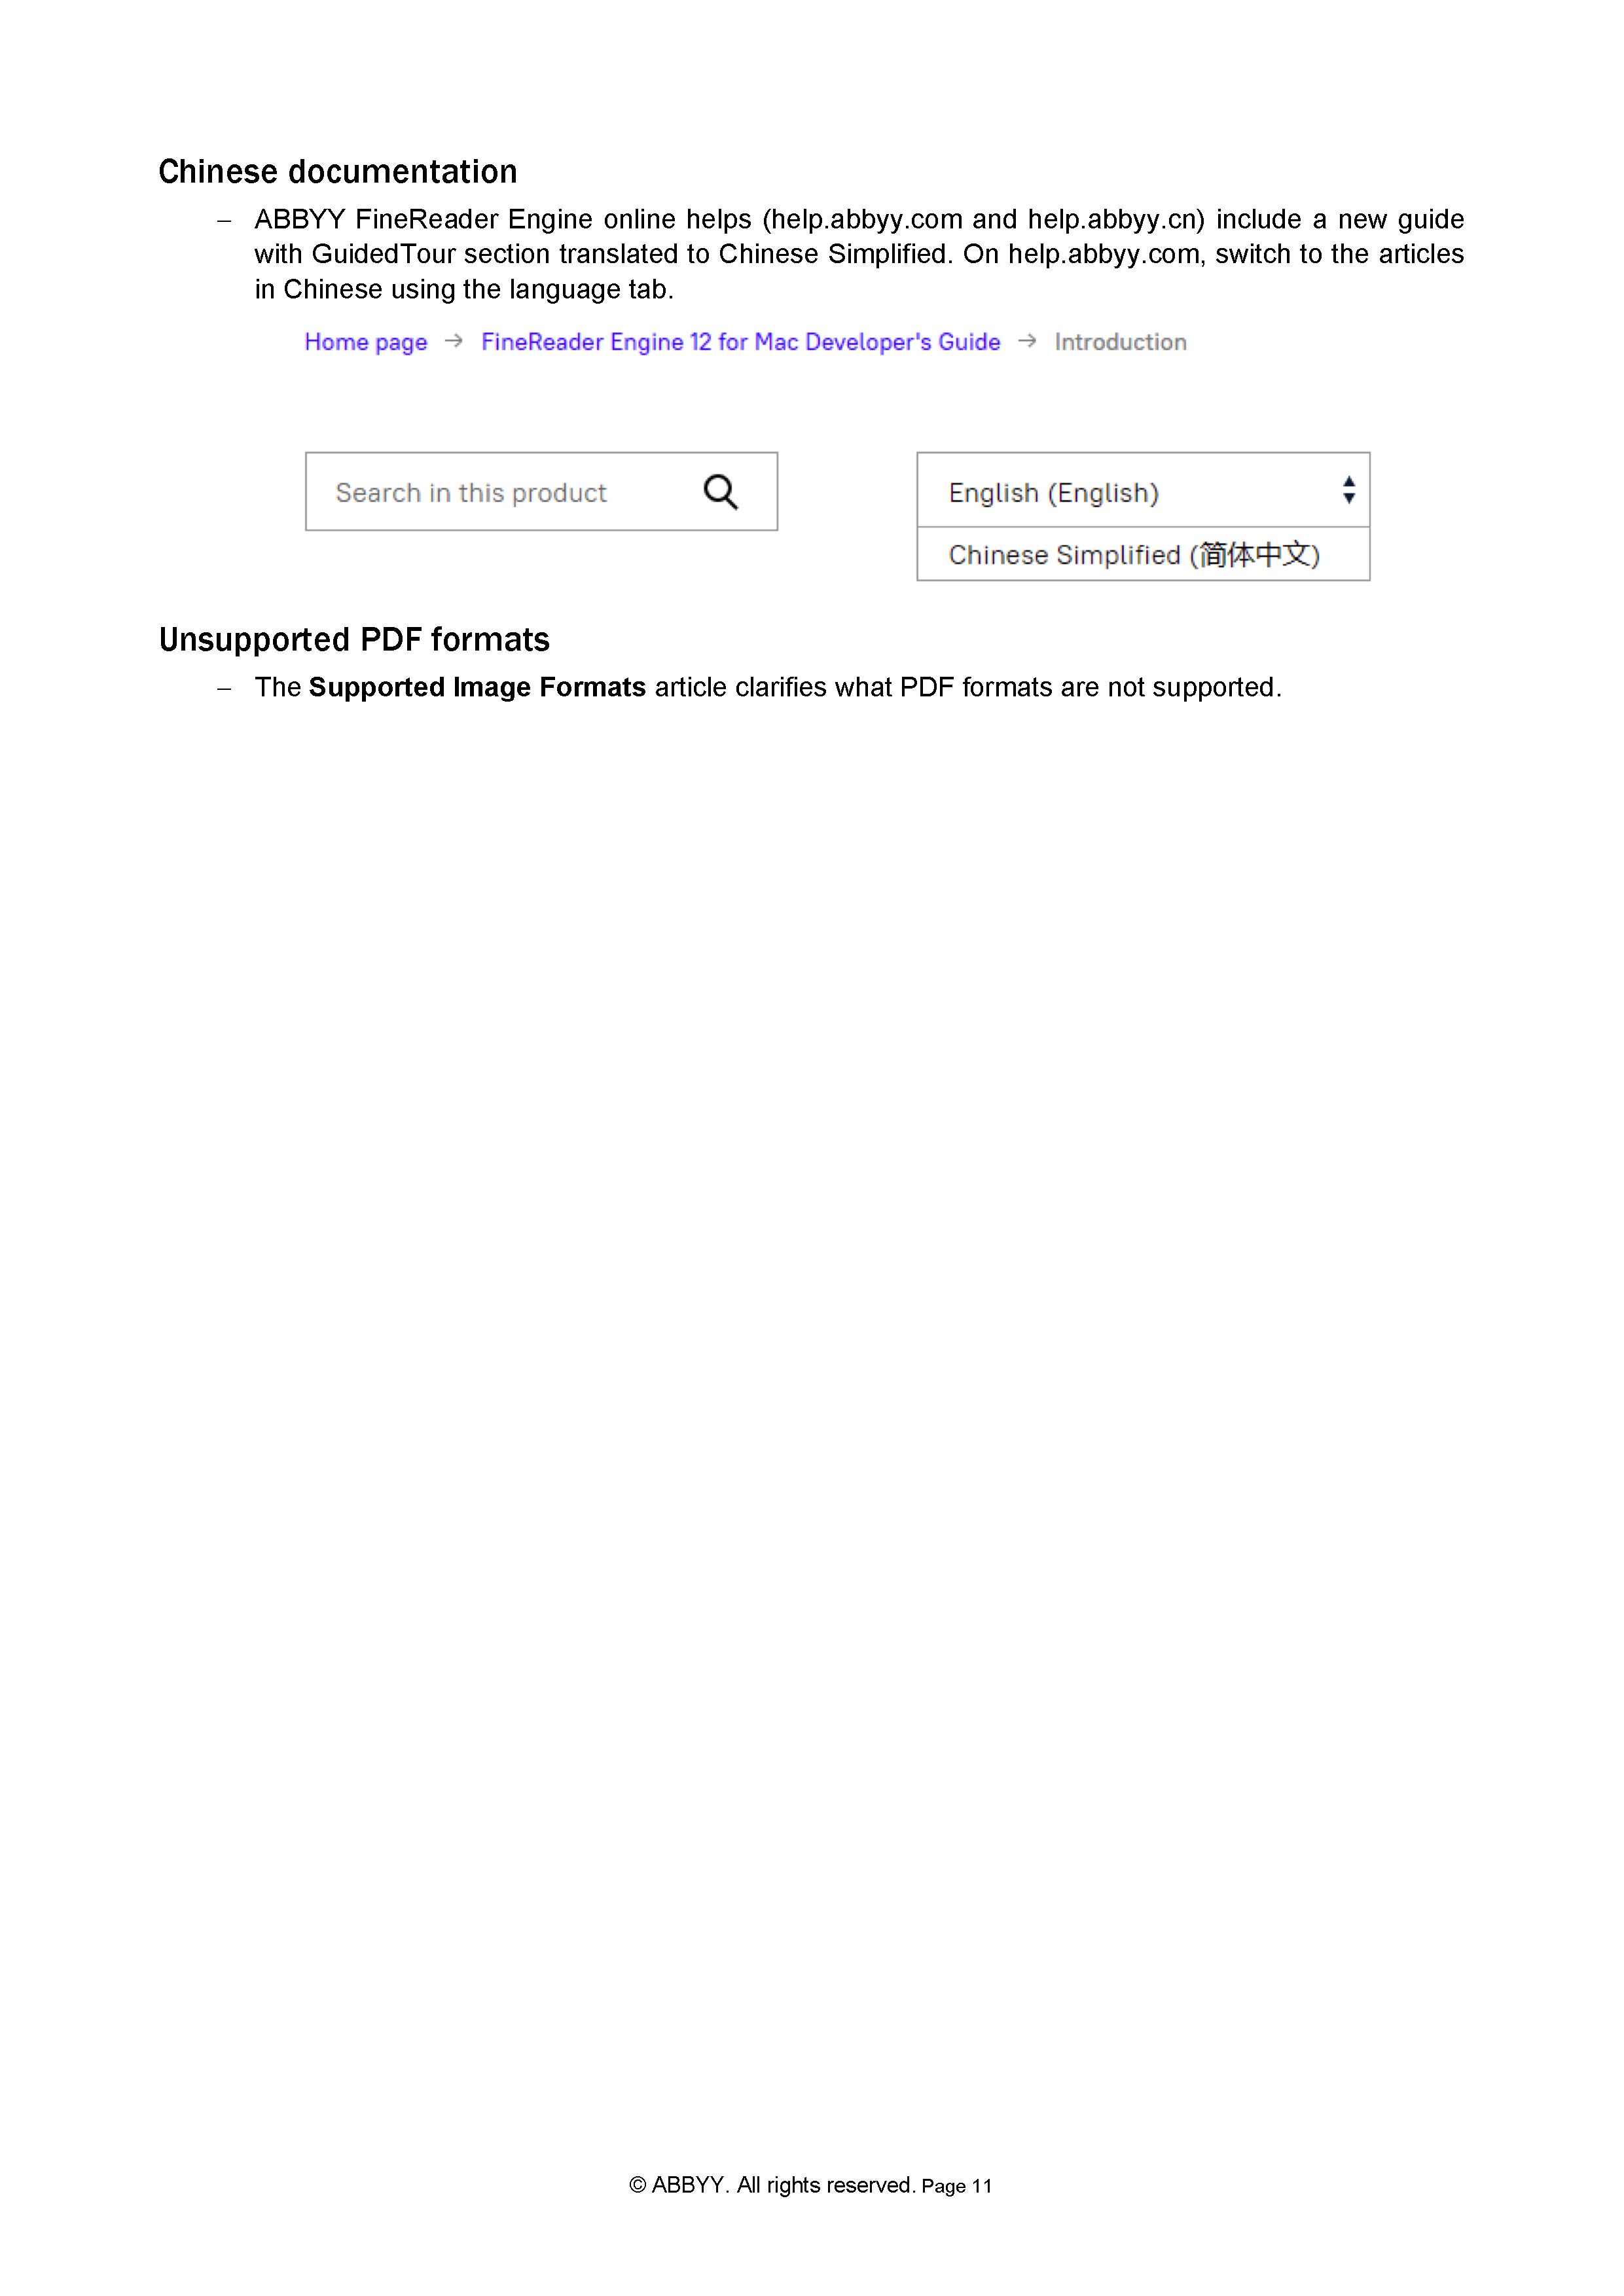 Chinese documentation
– ABBYY FineReader Engine online helps (help.abbyy.com and help.abbyy.cn) include a new guide
with GuidedTour section translated to Chinese Simplified. On help.abbyy.com, switch to the articles
in Chinese using the language tab.
Home page → FineReader Engine 12 for Mac Developer's Guide → Introduction
Search in this product
English (English)
Chinese Simplified (简体中文)
Unsupported PDF formats
– The Supported Image Formats article clarifies what PDF formats are not supported.
© ABBYY. All rights reserved. Page 11